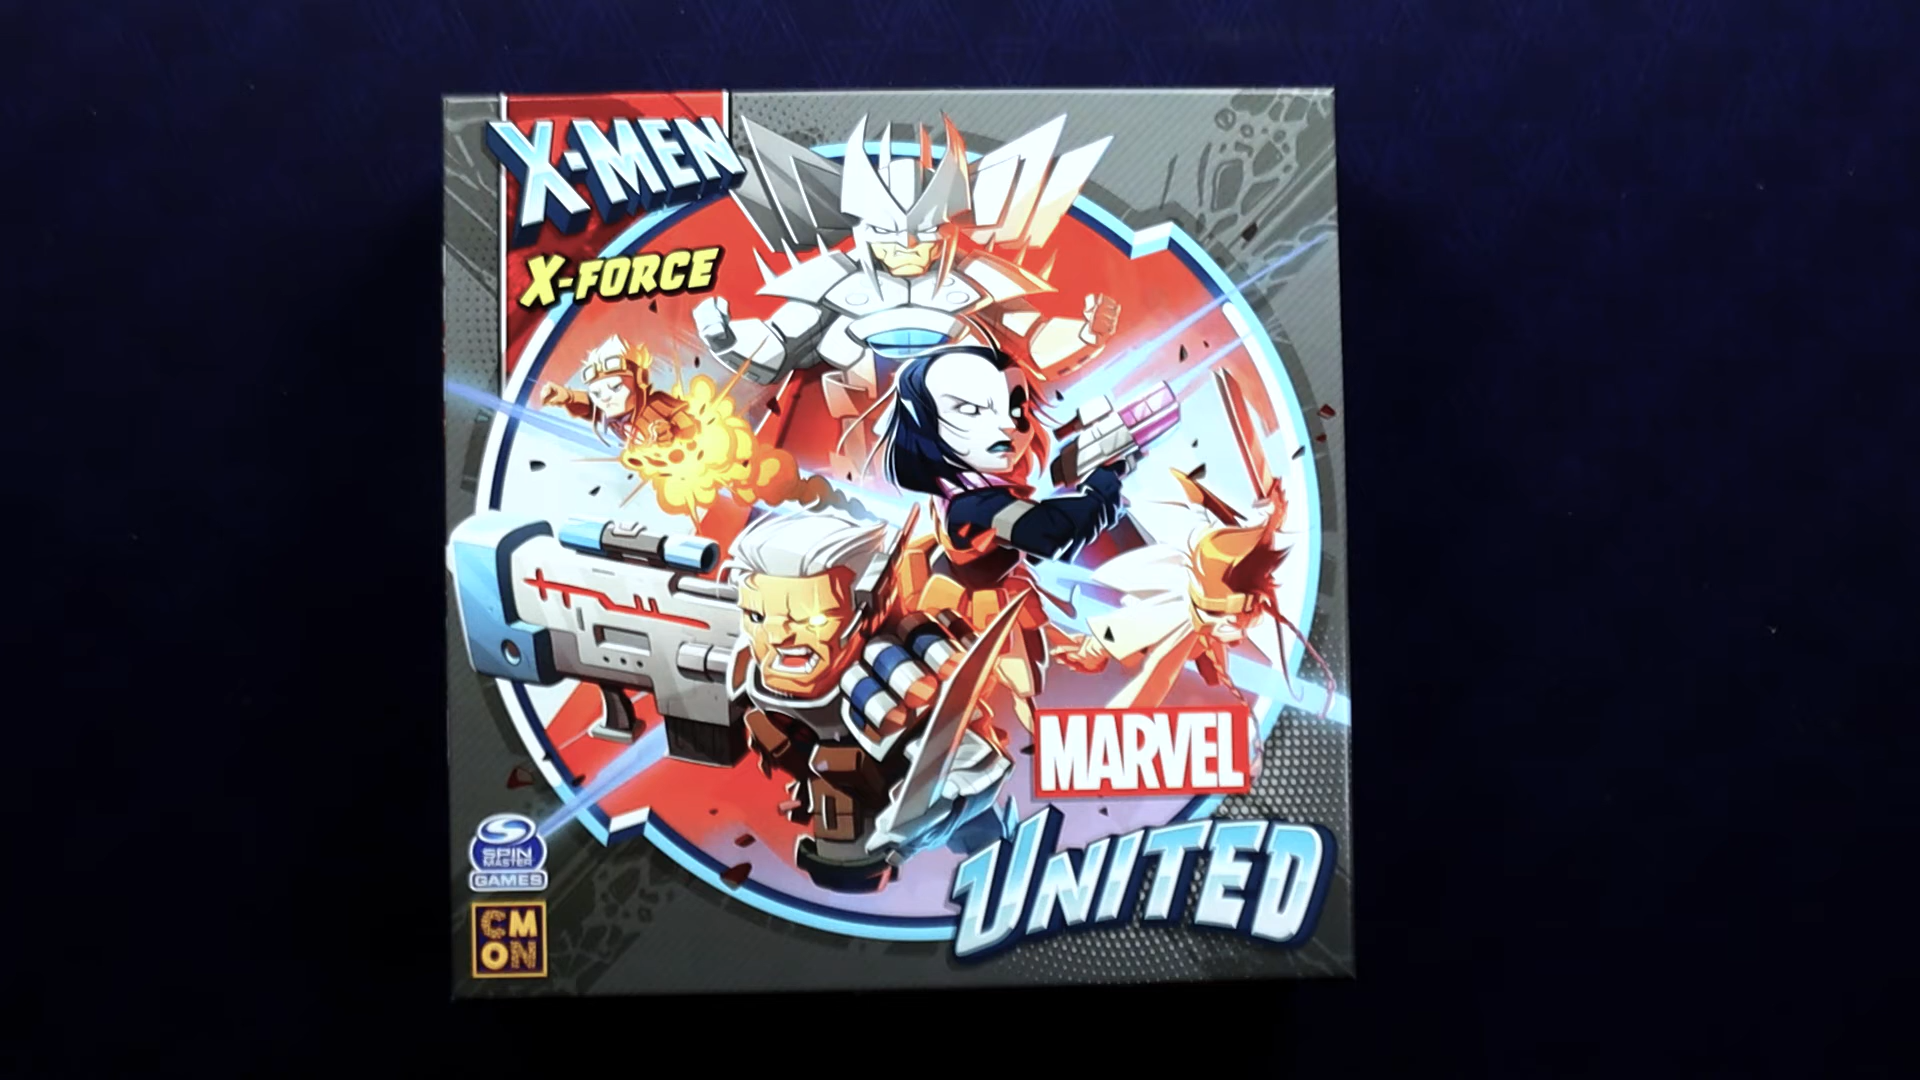 X-MEN
X-FORCE
MARVEL
UNITED
SPIN
MASTER
GAMES
CM
ON